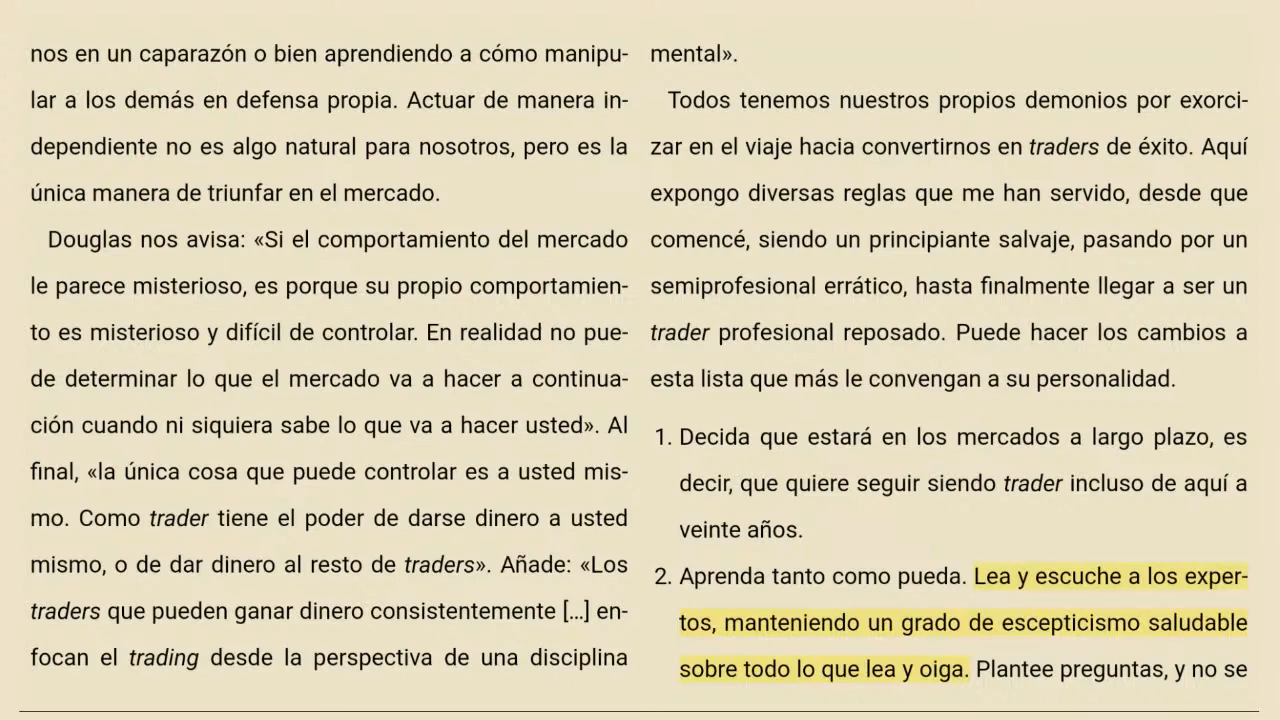 nos en un caparazón o bien aprendiendo a cómo manipu-
lar a los demás en defensa propia. Actuar de manera in-
dependiente no es algo natural para nosotros, pero es la
única manera de triunfar en el mercado.
Douglas nos avisa: «Si el comportamiento del mercado
le parece misterioso, es porque su propio comportamien-
to es misterioso y difícil de controlar. En realidad no pue-
de determinar lo que el mercado va a hacer a continua-
ción cuando ni siquiera sabe lo que va a hacer usted». Al
final, «la única cosa que puede controlar es a usted mis-
mo. Como trader tiene el poder de darse dinero a usted
mismo, o de dar dinero al resto de traders». Añade: «Los
traders que pueden ganar dinero consistentemente [...] en-
focan el trading desde la perspectiva de una disciplina
mental».
Todos tenemos nuestros propios demonios por exorci-
zar en el viaje hacia convertirnos en traders de éxito. Aquí
expongo diversas reglas que me han servido, desde que
comencé, siendo un principiante salvaje, pasando por un
semiprofesional errático, hasta finalmente llegar a ser un
trader profesional reposado. Puede hacer los cambios a
esta lista que más le convengan a su personalidad.
1. Decida que estará en los mercados a largo plazo, es
decir, que quiere seguir siendo trader incluso de aquí a
veinte años.
2. Aprenda tanto como pueda. Lea y escuche a los exper-
tos, manteniendo un grado de escepticismo saludable
sobre todo lo que lea y oiga. Plantee preguntas, y no se